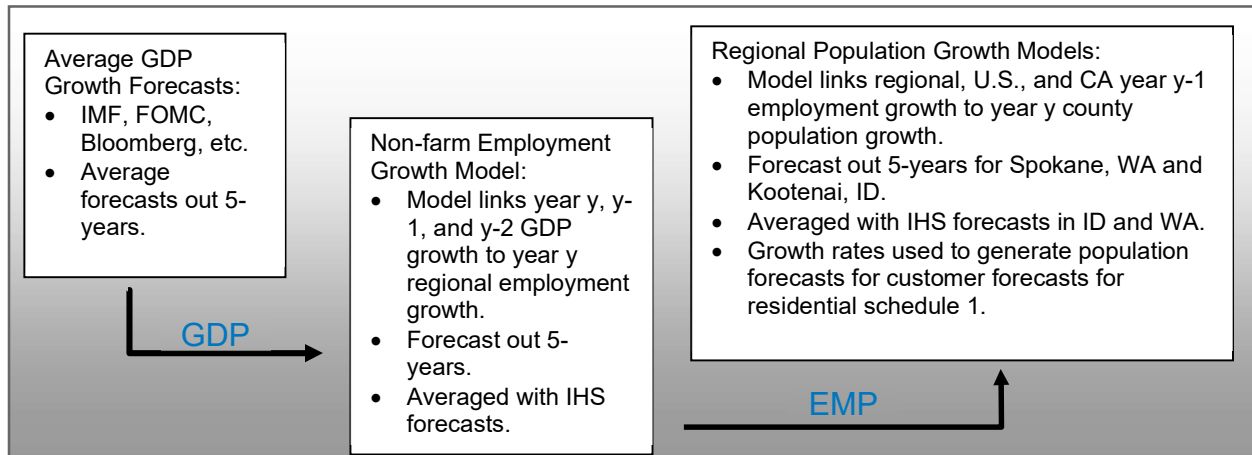 Average GDP
Growth Forecasts:
• IMF, FOMC,
Bloomberg, etc.
• Average
forecasts out 5-
years.
GDP
Non-farm Employment
Growth Model:
• Model links year y, y-
1, and y-2 GDP
growth to year y
regional employment
growth.
• Forecast out 5-
years.
• Averaged with IHS
forecasts.
EMP
Regional Population Growth Models:
• Model links regional, U.S., and CA year y-1
employment growth to year y county
population growth.
• Forecast out 5-years for Spokane, WA and
Kootenai, ID.
• Averaged with IHS forecasts in ID and WA.
• Growth rates used to generate population
forecasts for customer forecasts for
residential schedule 1.